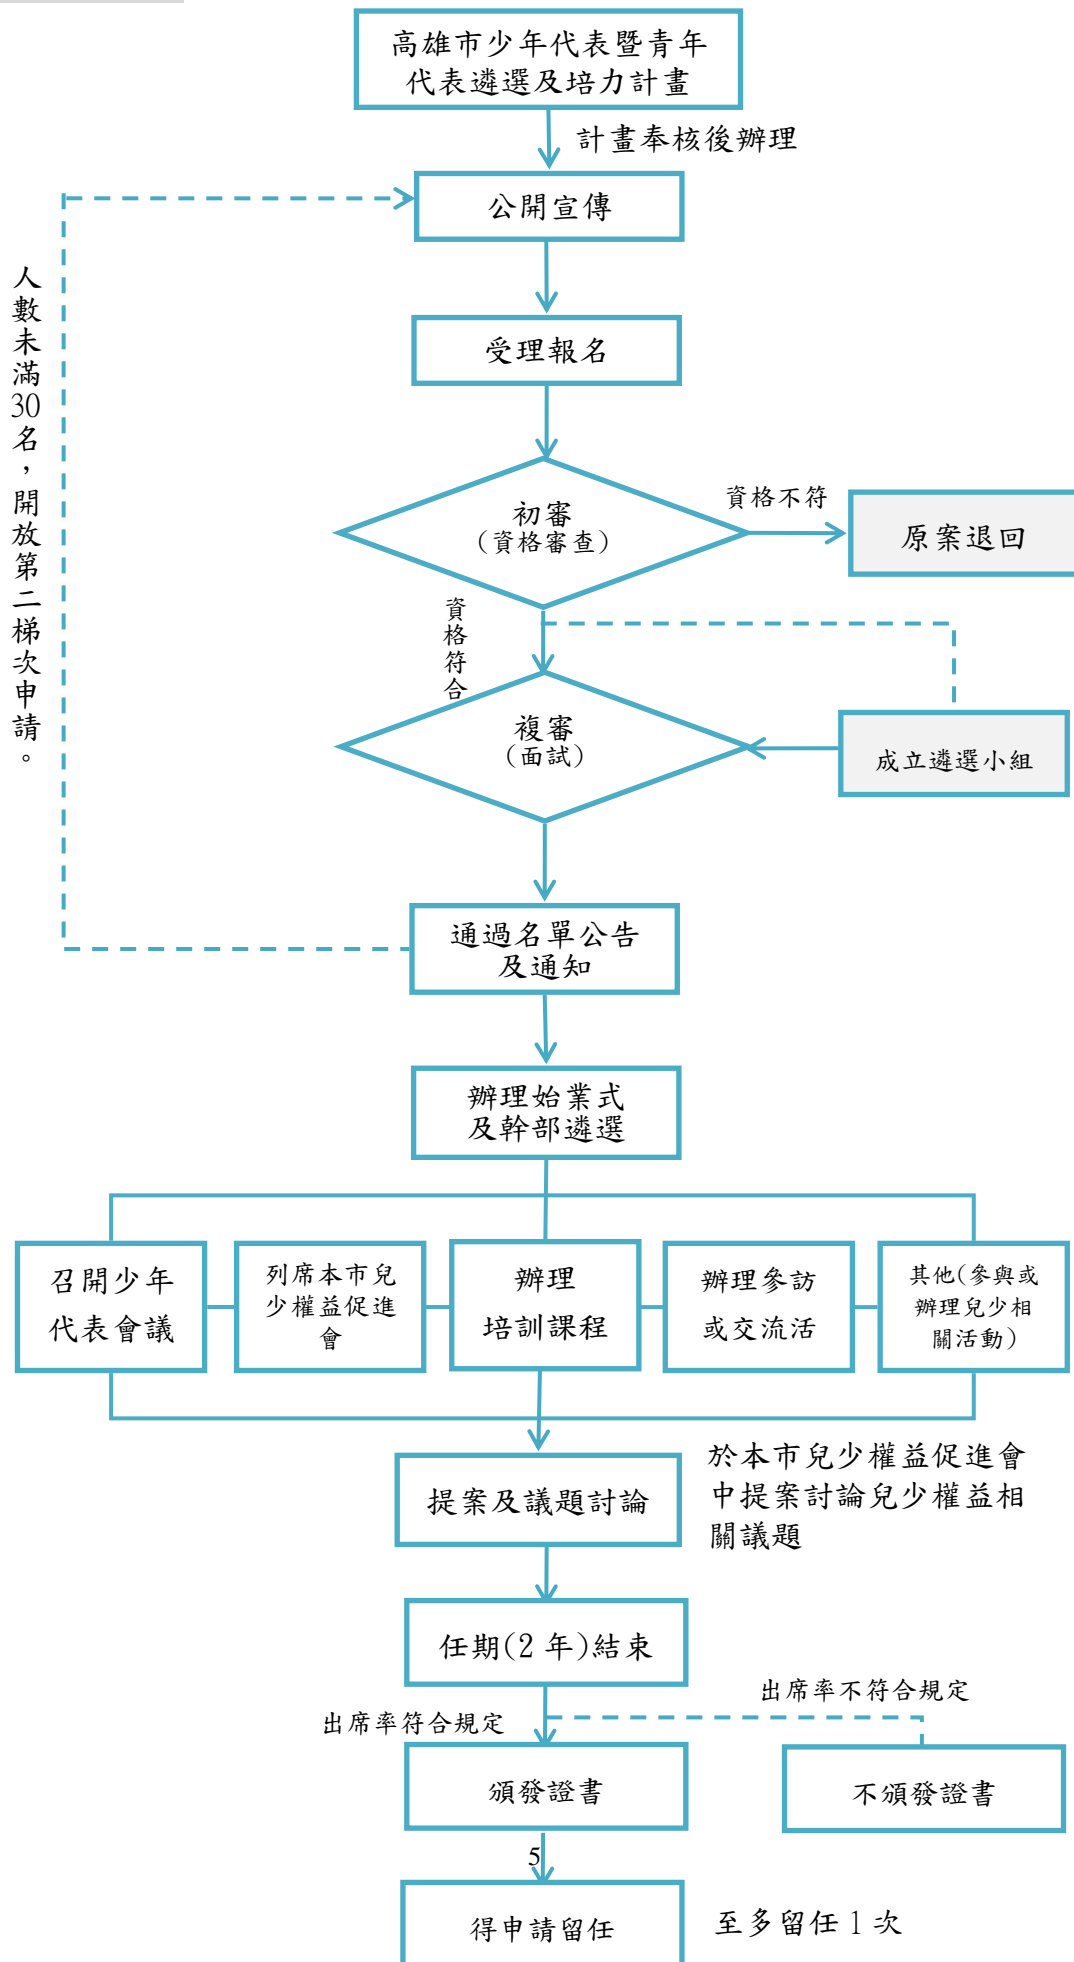 高雄市少年代表暨青年
代表遴選及培力計畫
計畫奉核後辦理
公開宣傳
人數未滿30名，開放第二梯次申請。
受理報名
初審
（資格審查）
資格不符
原案退回
資格符合
複審
（面試）
成立遴選小組
通過名單公告
及通知
辦理始業式
及幹部遴選
召開少年
代表會議
列席本市兒
少權益促進
會
辦理
培訓課程
辦理參訪
或交流活
其他(參與或
辦理兒少相
關活動)
提案及議題討論
於本市兒少權益促進會
中提案討論兒少權益相
關議題
任期(2 年)結束
出席率符合規定
出席率不符合規定
頒發證書
不頒發證書
5
得申請留任
至多留任 1 次